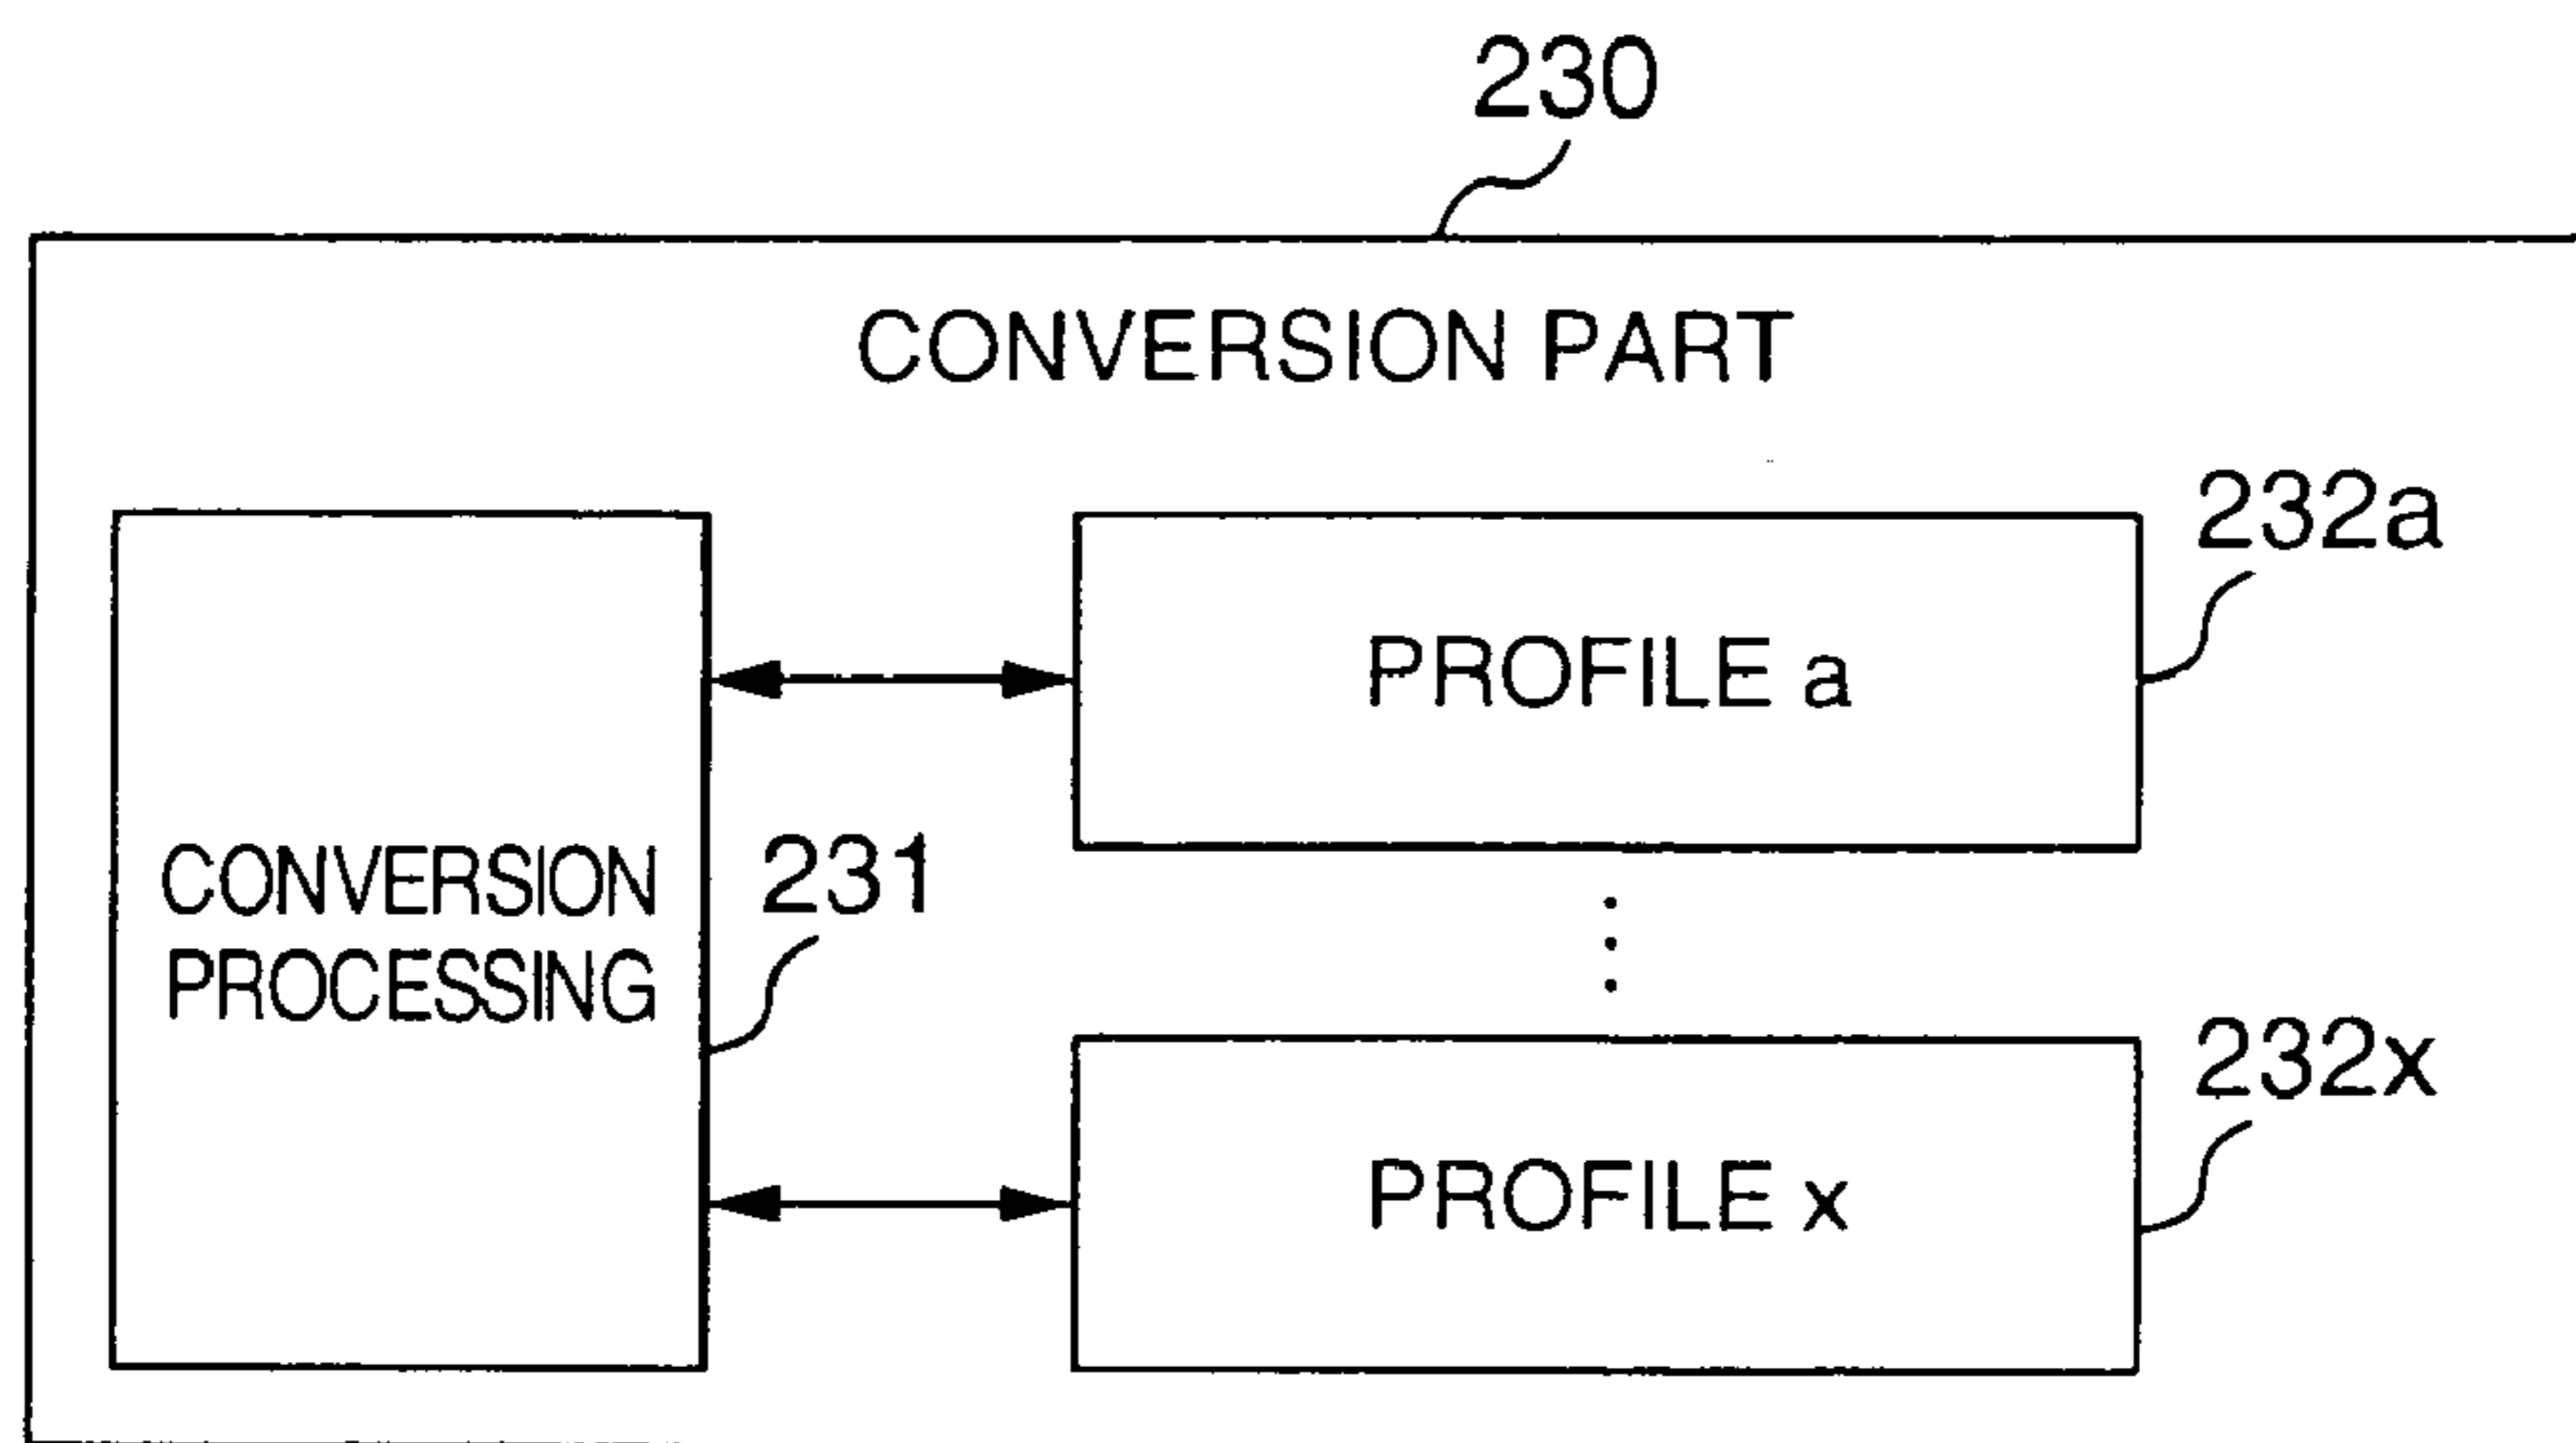 230
CONVERSION PART
232a
PROFILE a
CONVERSION
PROCESSING
231
232x
PROFILE x